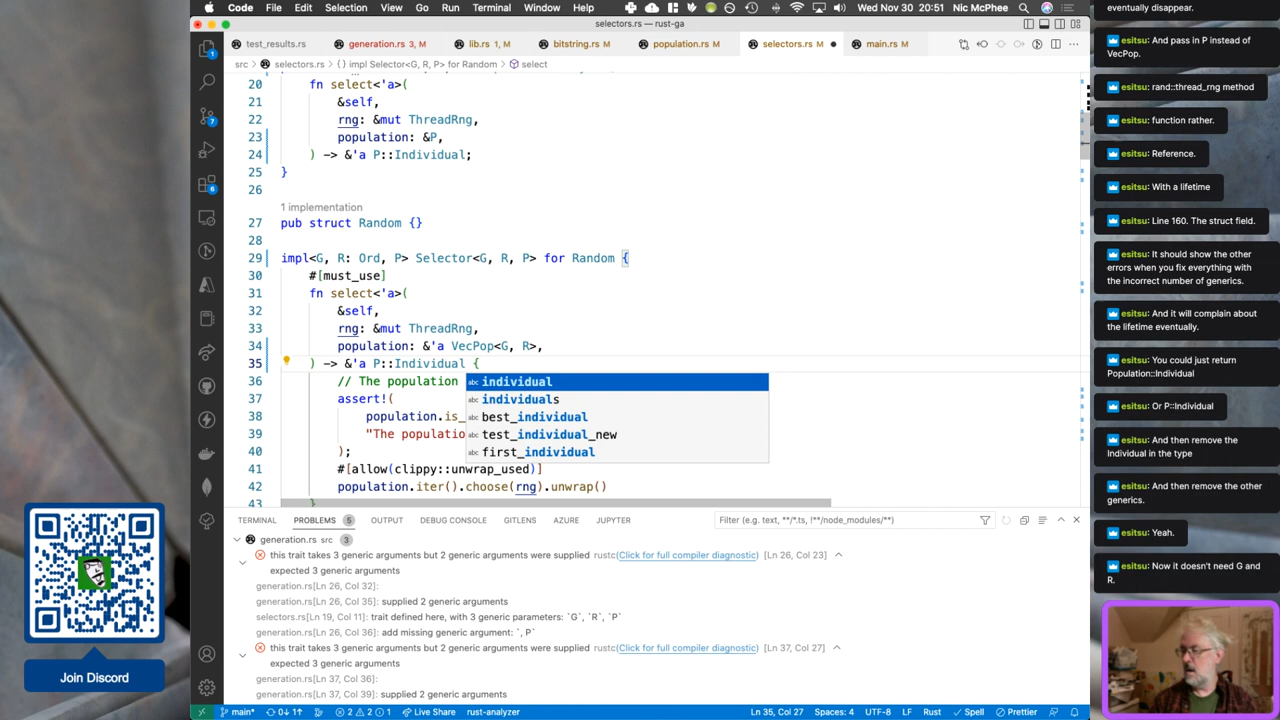 Code File Edit Selection View Go Run Terminal Window Help Wed Nov 30 20:51 Nic McPhee
selectors.rs — rust-ga
test_results.rs generation.rs 3, M lib.rs 1, M bitstring.rs M population.rs M selectors.rs M main.rs M
src > selectors.rs > {} impl Selector<G, R, P> for Random > select
20 fn select<'a>(
21 &self,
22 rng: &mut ThreadRng,
23 population: &P,
24 ) -> &'a P::Individual;
25 }
26
1 implementation
27 pub struct Random {}
28
29 impl<G, R: Ord, P> Selector<G, R, P> for Random {
30 #[must_use]
31 fn select<'a>(
32 &self,
33 rng: &mut ThreadRng,
34 population: &'a VecPop<G, R>,
35 ) -> &'a P::Individual {
36 // The population
37 assert!(
38 population.is_
39 "The populatio
40 );
41 #[allow(clippy::unwrap_used)]
42 population.iter().choose(rng).unwrap()
43 }
abc individual
abc individuals
abc best_individual
abc test_individual_new
abc first_individual
TERMINAL PROBLEMS 5 OUTPUT DEBUG CONSOLE GITLENS AZURE JUPYTER Filter (e.g. text, **/*.ts, !**/node_modules/**)
generation.rs src 3
this trait takes 3 generic arguments but 2 generic arguments were supplied rustc(Click for full compiler diagnostic) [Ln 26, Col 23]
expected 3 generic arguments
generation.rs[Ln 26, Col 32]:
generation.rs[Ln 26, Col 35]: supplied 2 generic arguments
selectors.rs[Ln 19, Col 11]: trait defined here, with 3 generic parameters: `G`, `R`, `P`
generation.rs[Ln 26, Col 36]: add missing generic argument: `, P`
this trait takes 3 generic arguments but 2 generic arguments were supplied rustc(Click for full compiler diagnostic) [Ln 37, Col 27]
expected 3 generic arguments
generation.rs[Ln 37, Col 36]:
generation.rs[Ln 37, Col 39]: supplied 2 generic arguments
main* 0↓ 1↑ 2 2 1 Live Share rust-analyzer Ln 35, Col 27 Spaces: 4 UTF-8 LF Rust Spell Prettier
1
7
6
Join Discord
eventually disappear.
esitsu: And pass in P instead of
VecPop.
esitsu: rand::thread_rng method
esitsu: function rather.
esitsu: Reference.
esitsu: With a lifetime
esitsu: Line 160. The struct field.
esitsu: It should show the other
errors when you fix everything with
the incorrect number of generics.
esitsu: And it will complain about
the lifetime eventually.
esitsu: You could just return
Population::Individual
esitsu: Or P::Individual
esitsu: And then remove the
Individual in the type
esitsu: And then remove the other
generics.
esitsu: Yeah.
esitsu: Now it doesn't need G and
R.